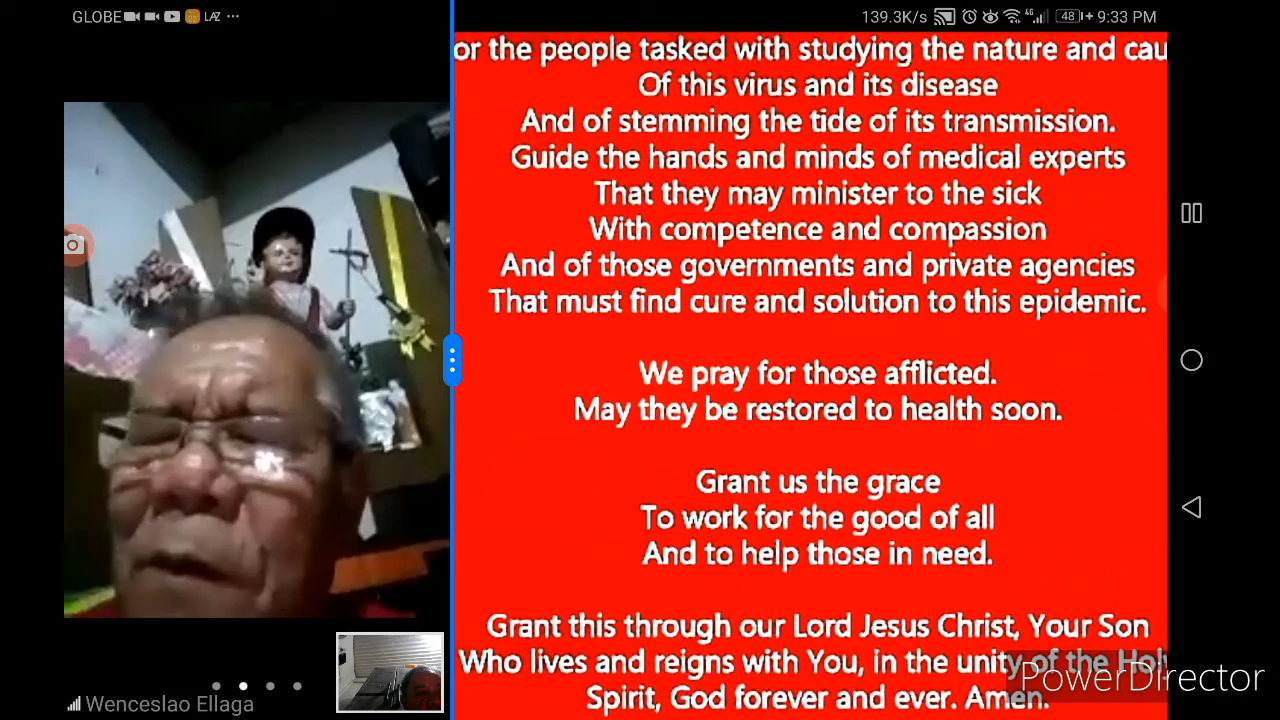 GLOBE LAZ
139.3K/s 4G 48 9:33 PM
or the people tasked with studying the nature and cau
Of this virus and its disease
And of stemming the tide of its transmission.
Guide the hands and minds of medical experts
That they may minister to the sick
With competence and compassion
And of those governments and private agencies
That must find cure and solution to this epidemic.
We pray for those afflicted.
May they be restored to health soon.
Grant us the grace
To work for the good of all
And to help those in need.
Grant this through our Lord Jesus Christ, Your Son
Who lives and reigns with You, in the unity of the Hol
Spirit, God forever and ever. Amen.
PowerDirector
Wenceslao Ellaga